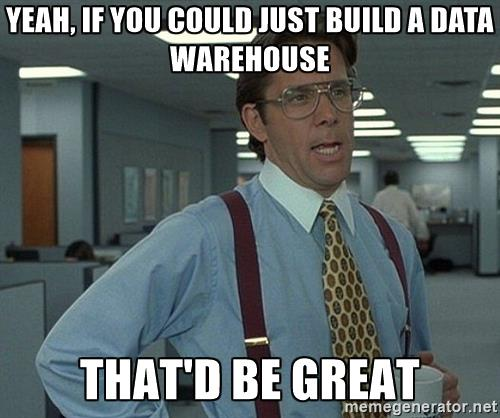 YEAH, IF YOU COULD JUST BUILD A DATA
WAREHOUSE
THAT'D BE GREAT
memegenerator.net